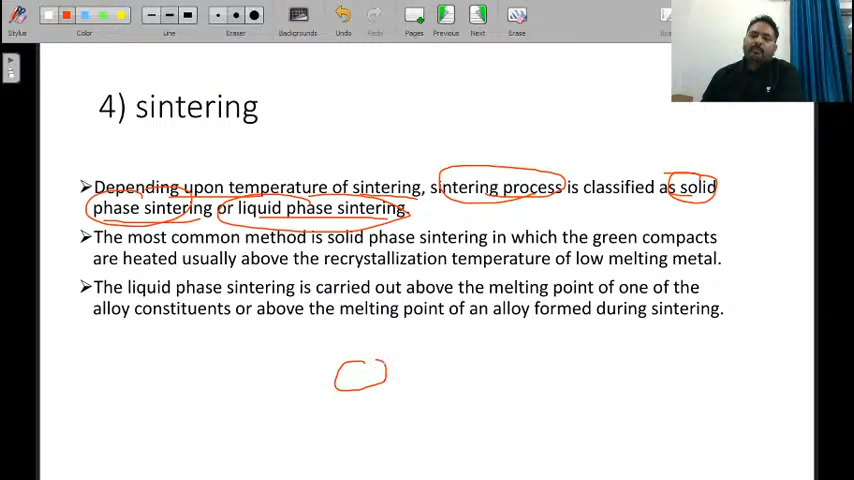 Stylus
Color
Line
Eraser
Backgrounds
Undo
Redo
Pages
Previous
Next
Erase
4) sintering
➢Depending upon temperature of sintering, sintering process is classified as solid
phase sintering or liquid phase sintering.
➢The most common method is solid phase sintering in which the green compacts
are heated usually above the recrystallization temperature of low melting metal.
➢The liquid phase sintering is carried out above the melting point of one of the
alloy constituents or above the melting point of an alloy formed during sintering.